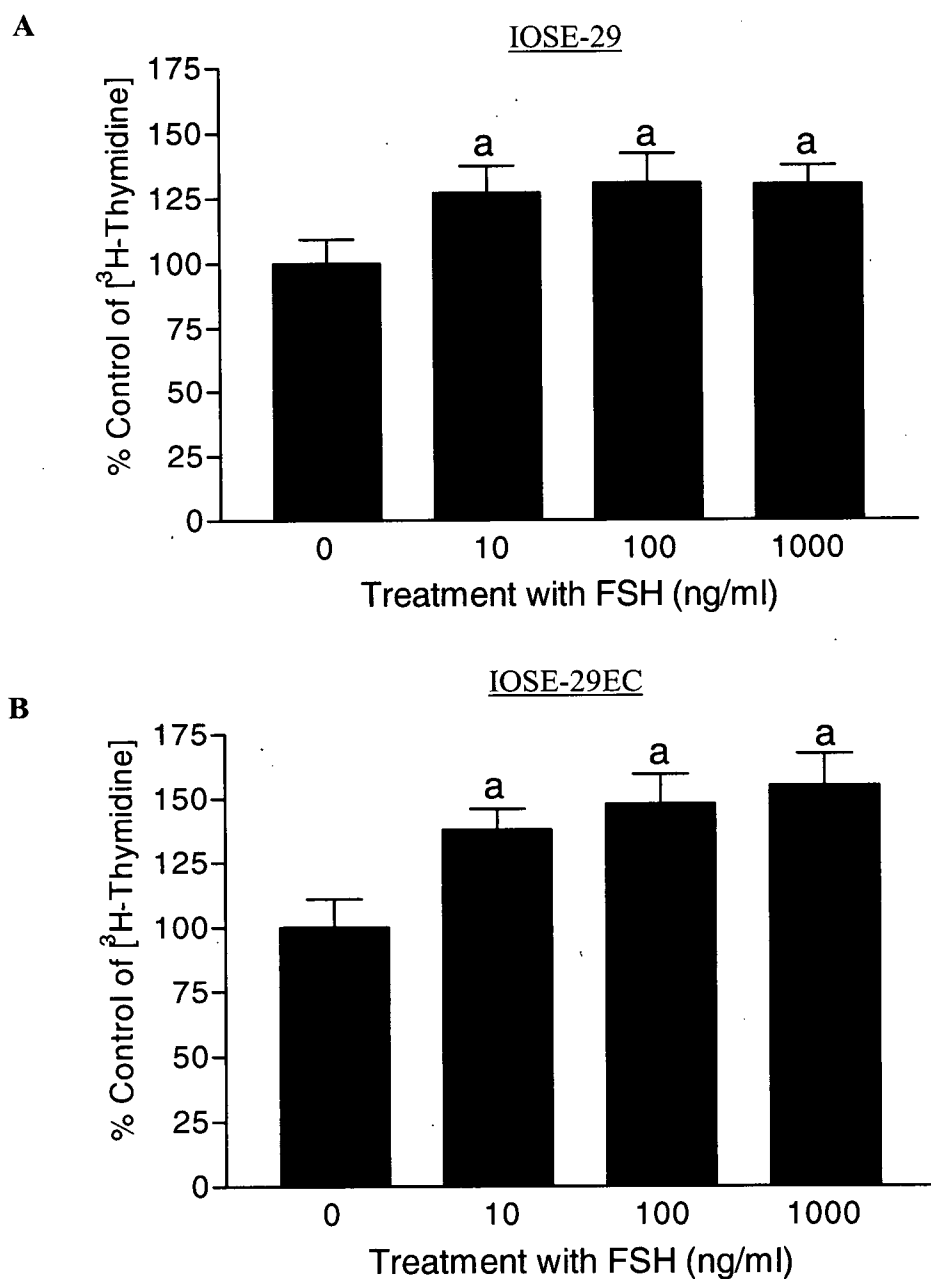 A
IOSE-29
% Control of [³H-Thymidine]
175
150
125
100
75
50
25
0
a
a
a
0 10 100 1000
Treatment with FSH (ng/ml)
B
IOSE-29EC
% Control of [³H-Thymidine]
175
150
125
100
75
50
25
0
a
a
a
0 10 100 1000
Treatment with FSH (ng/ml)